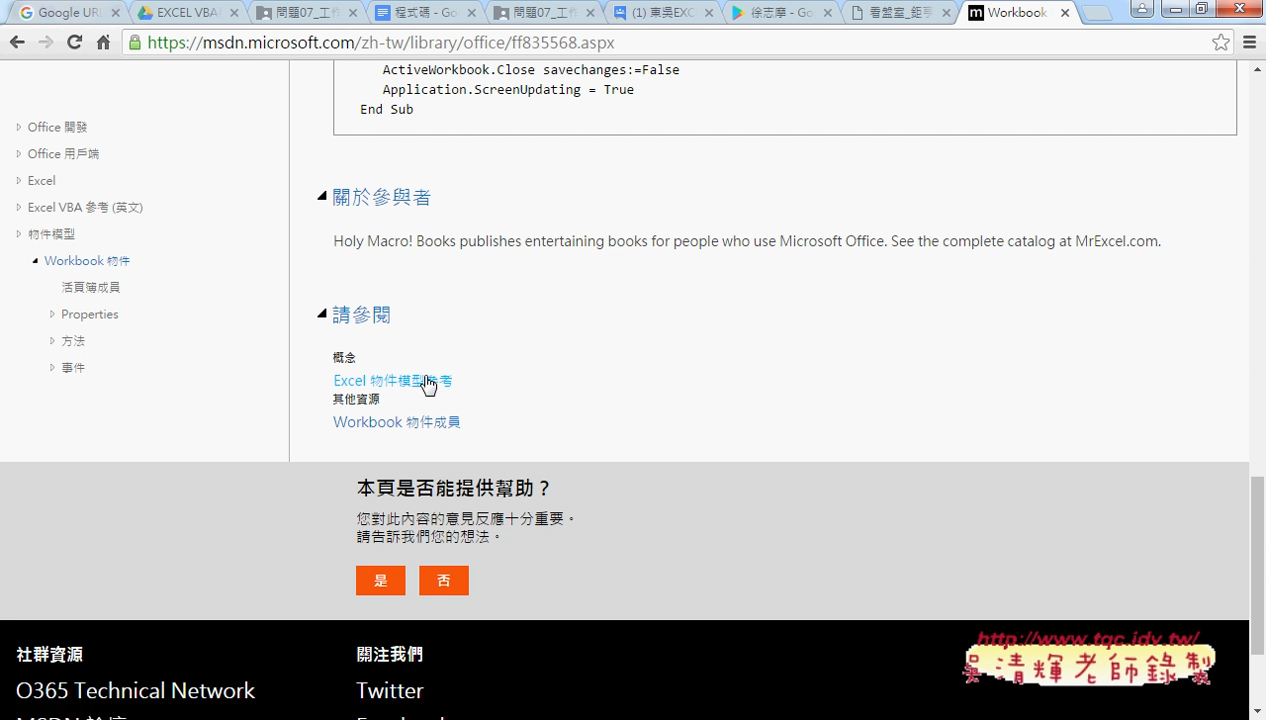 Google UR
EXCEL VBA
問題07_工作
程式碼 - Go
問題07_工作
(1) 東吳EXC
徐志摩 - Go
看盤室_鉅亨
Workbook
https://msdn.microsoft.com/zh-tw/library/office/ff835568.aspx
ActiveWorkbook.Close savechanges:=False
Application.ScreenUpdating = True
End Sub
Office 開發
Office 用戶端
Excel
Excel VBA 參考 (英文)
物件模型
Workbook 物件
活頁簿成員
Properties
方法
事件
關於參與者
Holy Macro! Books publishes entertaining books for people who use Microsoft Office. See the complete catalog at MrExcel.com.
請參閱
概念
Excel 物件模型參考
其他資源
Workbook 物件成員
本頁是否能提供幫助？
您對此內容的意見反應十分重要。
請告訴我們您的想法。
是
否
社群資源
關注我們
O365 Technical Network
Twitter
http://www.tqc.idv.tw/
吳清輝老師錄製